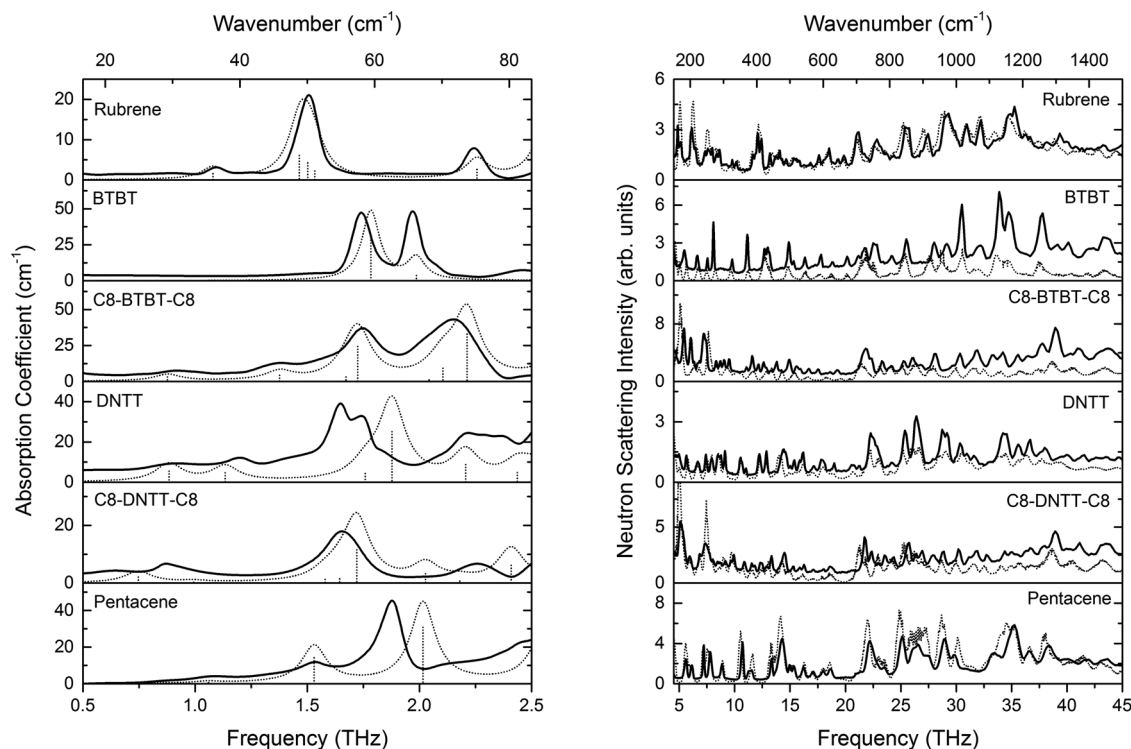 Wavenumber (cm⁻¹)
20 30 40 50 60 70 80
Absorption Coefficient (cm⁻¹)
Rubrene
20
10
0
BTBT
50
25
0
C8-BTBT-C8
50
25
0
DNTT
40
20
0
C8-DNTT-C8
20
0
Pentacene
40
20
0
0.5 1.0 1.5 2.0 2.5
Frequency (THz)
Wavenumber (cm⁻¹)
200 400 600 800 1000 1200 1400
Neutron Scattering Intensity (arb. units)
6
Rubrene
3
0
6
BTBT
3
0
C8-BTBT-C8
8
0
DNTT
3
0
C8-DNTT-C8
5
0
8
Pentacene
4
0
5 10 15 20 25 30 35 40 45
Frequency (THz)